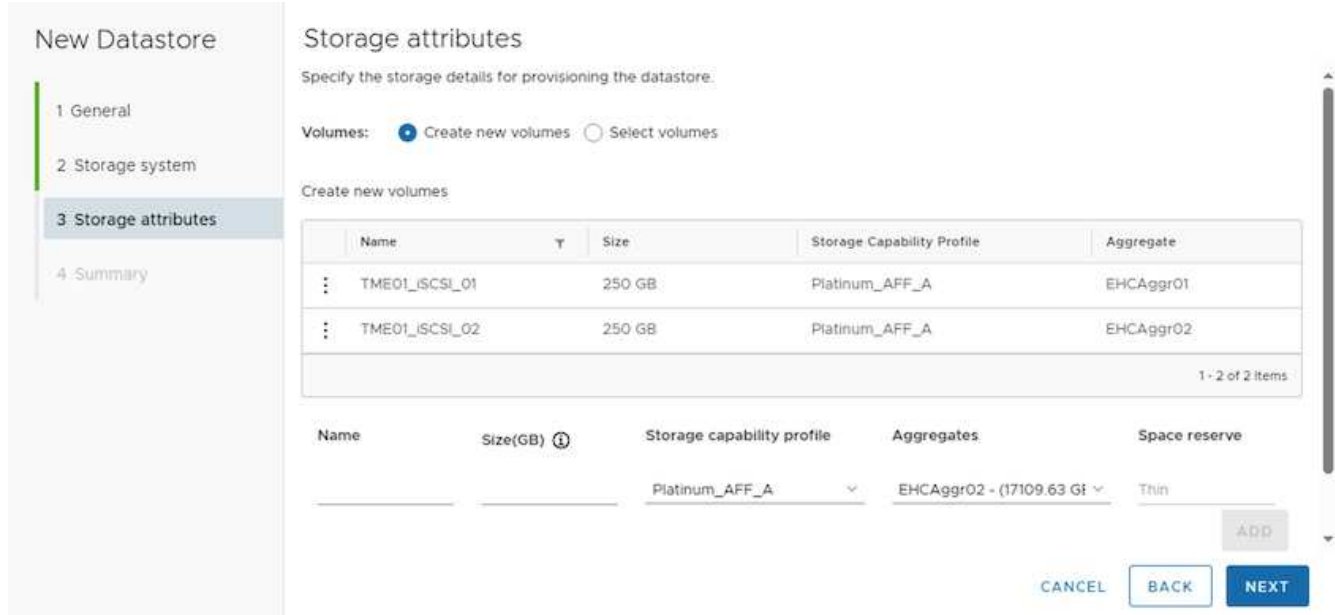 New Datastore
1 General
2 Storage system
3 Storage attributes
4 Summary
Storage attributes
Specify the storage details for provisioning the datastore.
Volumes: Create new volumes Select volumes
Create new volumes
Name Size Storage Capability Profile Aggregate
TME01_iSCSI_01 250 GB Platinum_AFF_A EHCAggr01
TME01_iSCSI_02 250 GB Platinum_AFF_A EHCAggr02
1 - 2 of 2 Items
Name Size(GB) Storage capability profile Aggregates Space reserve
Platinum_AFF_A EHCAggr02 - (17109.63 GE Thin
ADD
CANCEL BACK NEXT